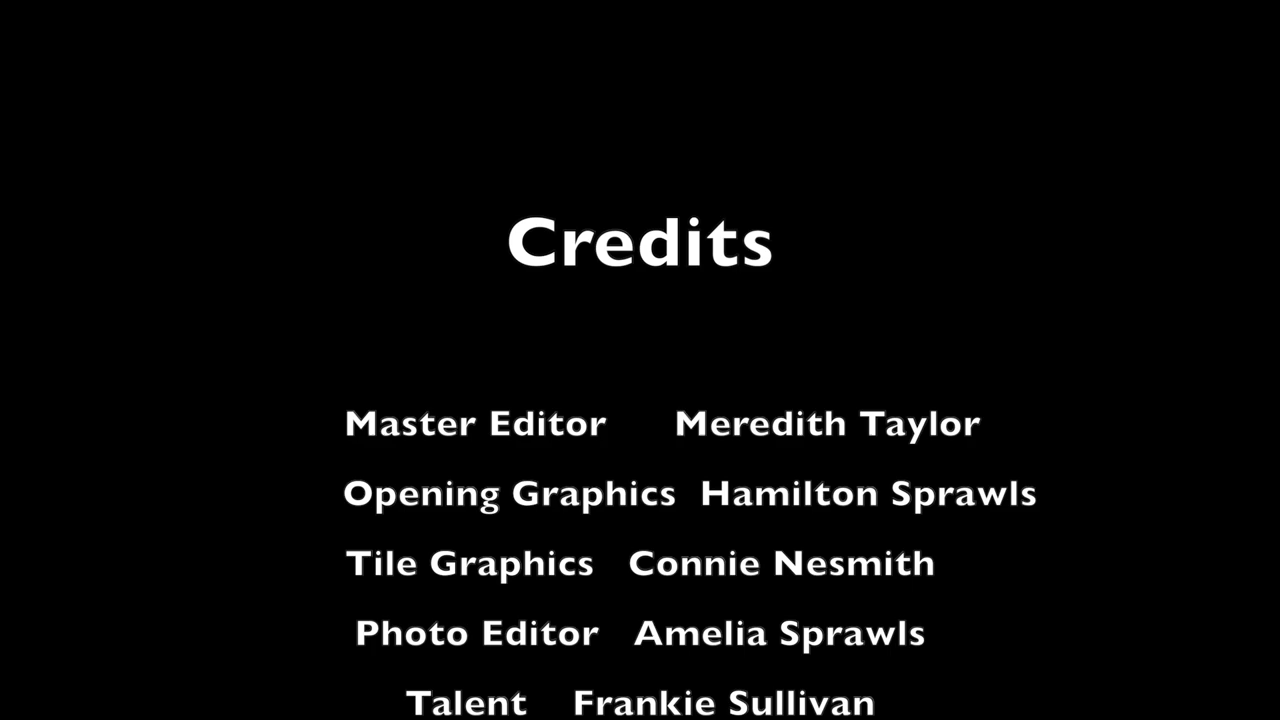 Credits
Master Editor Meredith Taylor
Opening Graphics Hamilton Sprawls
Tile Graphics Connie Nesmith
Photo Editor Amelia Sprawls
Talent Frankie Sullivan